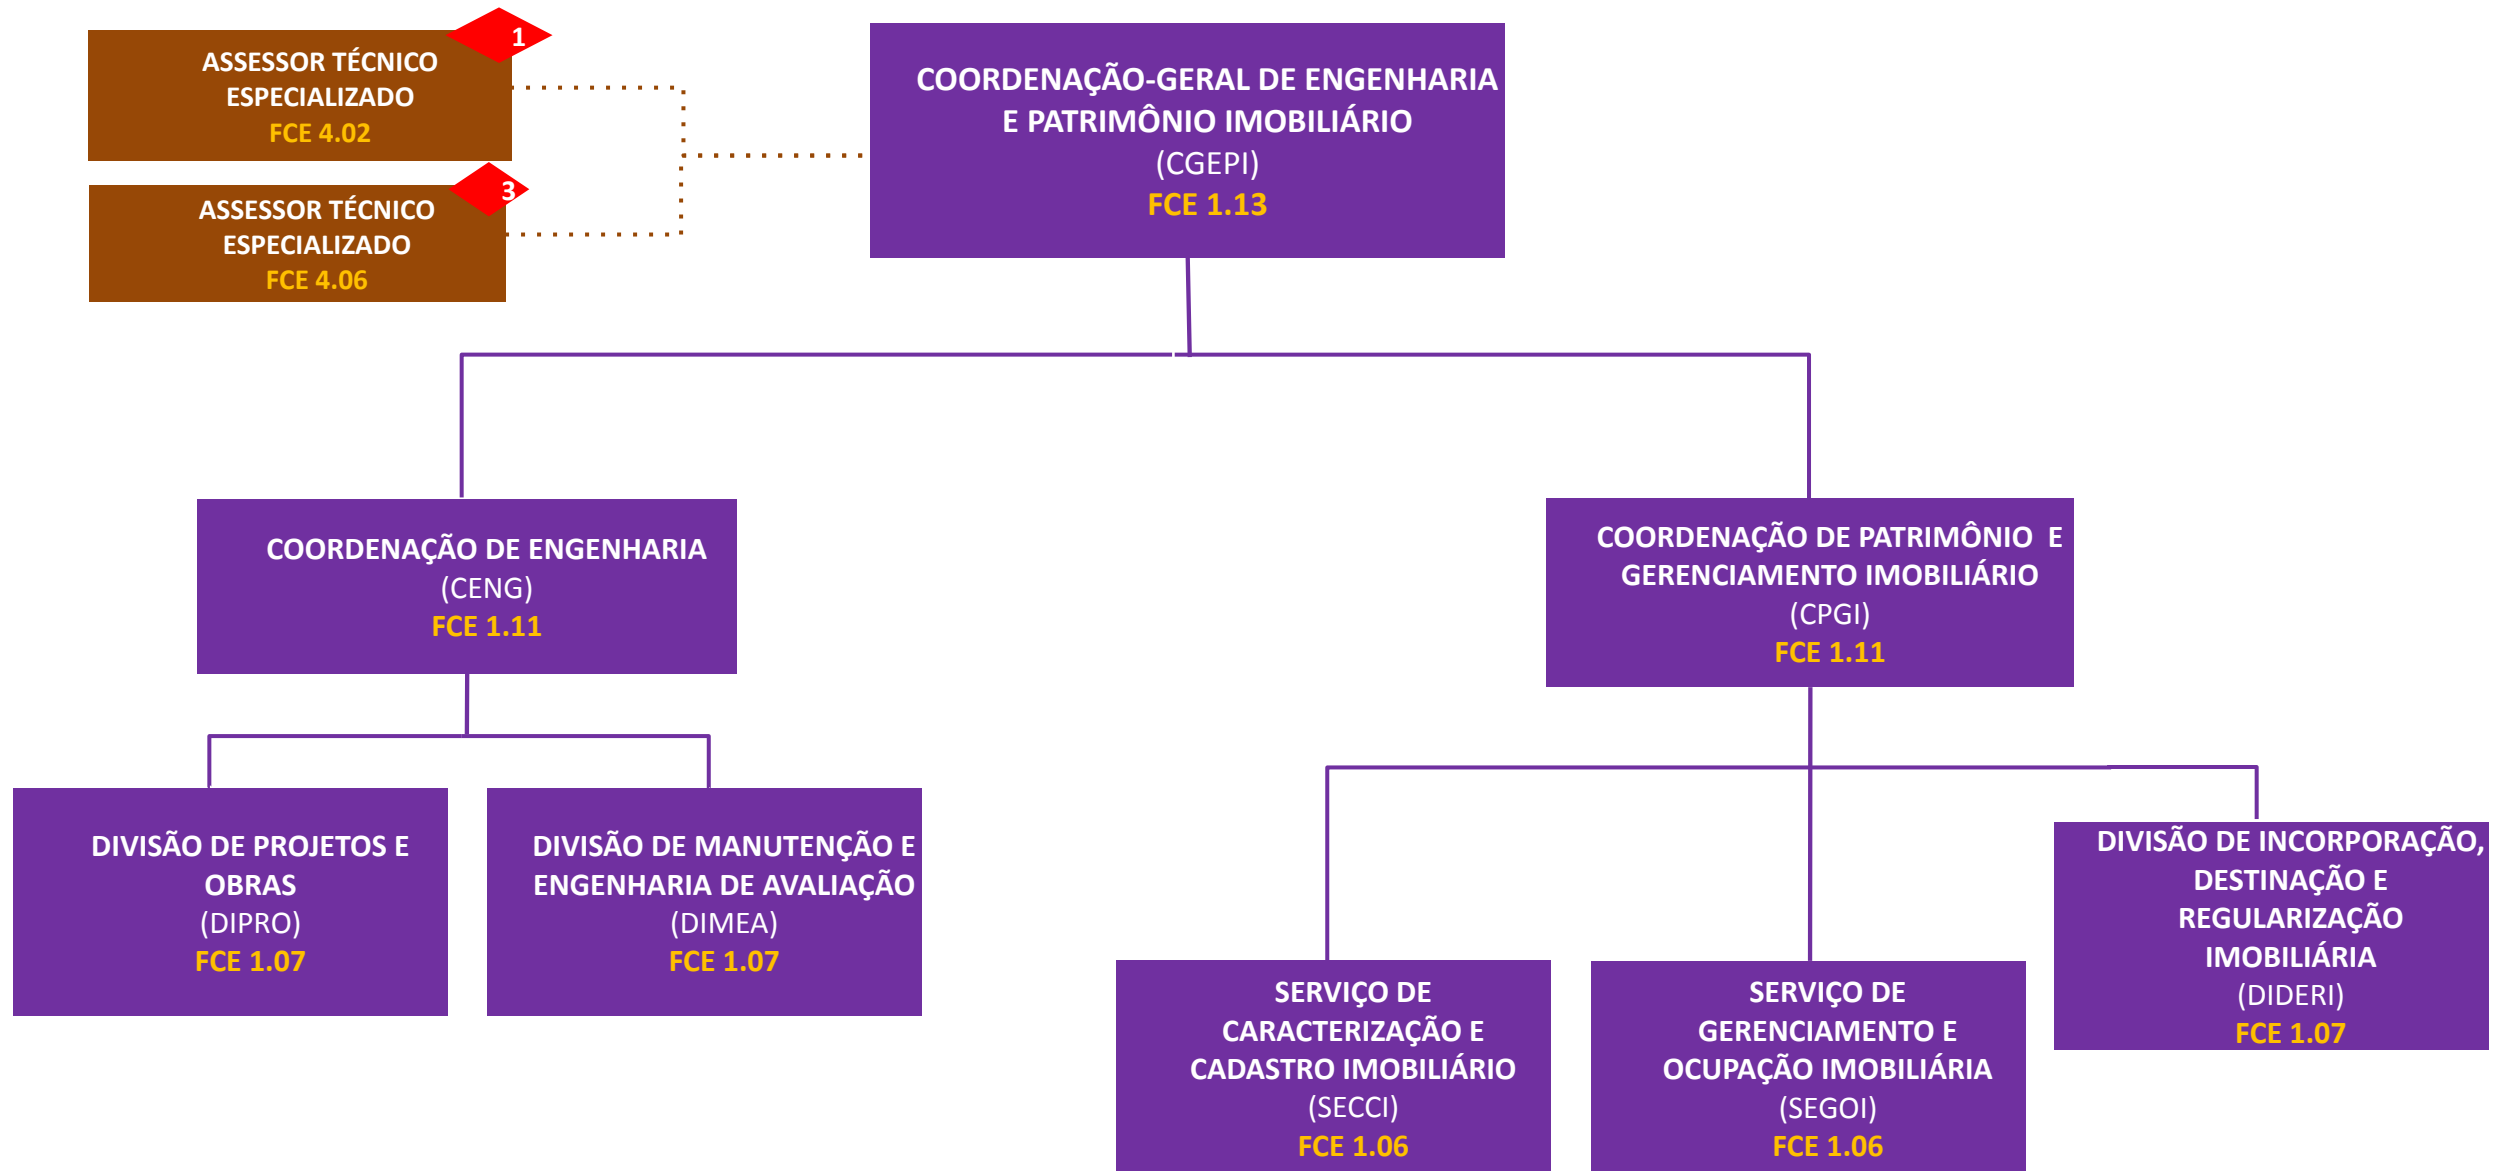 1
ASSESSOR TÉCNICO
ESPECIALIZADO
FCE 4.02
3
ASSESSOR TÉCNICO
ESPECIALIZADO
FCE 4.06
COORDENAÇÃO-GERAL DE ENGENHARIA
E PATRIMÔNIO IMOBILIÁRIO
(CGEPI)
FCE 1.13
COORDENAÇÃO DE ENGENHARIA
(CENG)
FCE 1.11
COORDENAÇÃO DE PATRIMÔNIO E
GERENCIAMENTO IMOBILIÁRIO
(CPGI)
FCE 1.11
DIVISÃO DE PROJETOS E
OBRAS
(DIPRO)
FCE 1.07
DIVISÃO DE MANUTENÇÃO E
ENGENHARIA DE AVALIAÇÃO
(DIMEA)
FCE 1.07
SERVIÇO DE
CARACTERIZAÇÃO E
CADASTRO IMOBILIÁRIO
(SECCI)
FCE 1.06
SERVIÇO DE
GERENCIAMENTO E
OCUPAÇÃO IMOBILIÁRIA
(SEGOI)
FCE 1.06
DIVISÃO DE INCORPORAÇÃO,
DESTINAÇÃO E
REGULARIZAÇÃO
IMOBILIÁRIA
(DIDERI)
FCE 1.07